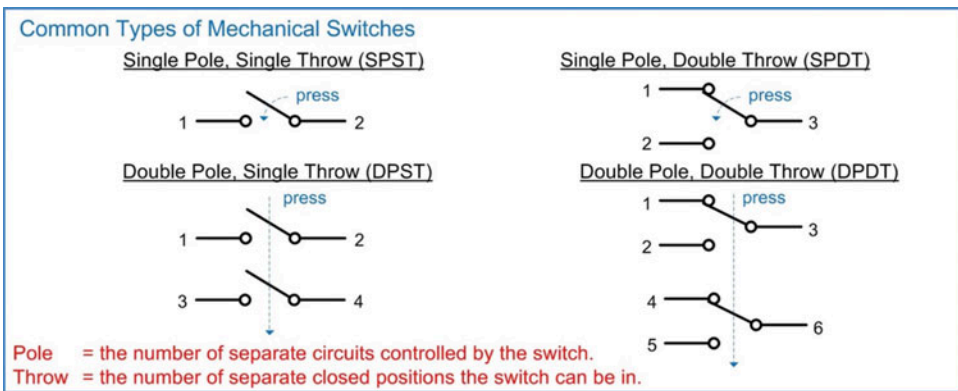 Common Types of Mechanical Switches
Single Pole, Single Throw (SPST)
press
1
2
Single Pole, Double Throw (SPDT)
1
press
3
2
Double Pole, Single Throw (DPST)
press
1
2
3
4
Double Pole, Double Throw (DPDT)
1
press
3
2
4
6
5
Pole = the number of separate circuits controlled by the switch.
Throw = the number of separate closed positions the switch can be in.